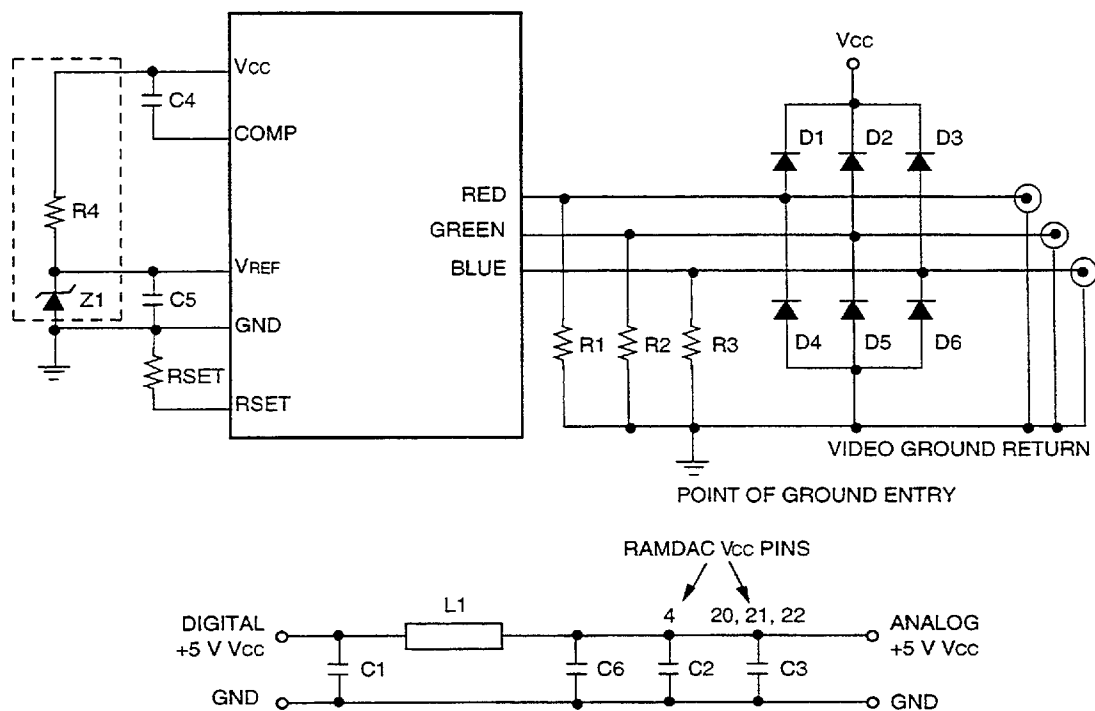 Vcc
Vcc
C4
COMP
D1 D2 D3
RED
R4
GREEN
BLUE
VREF
Z1
C5
GND
R1 R2 R3
D4 D5 D6
RSET
RSET
VIDEO GROUND RETURN
POINT OF GROUND ENTRY
RAMDAC Vcc PINS
L1
4 20, 21, 22
DIGITAL
+5 V Vcc
ANALOG
+5 V Vcc
C1 C6 C2 C3
GND GND